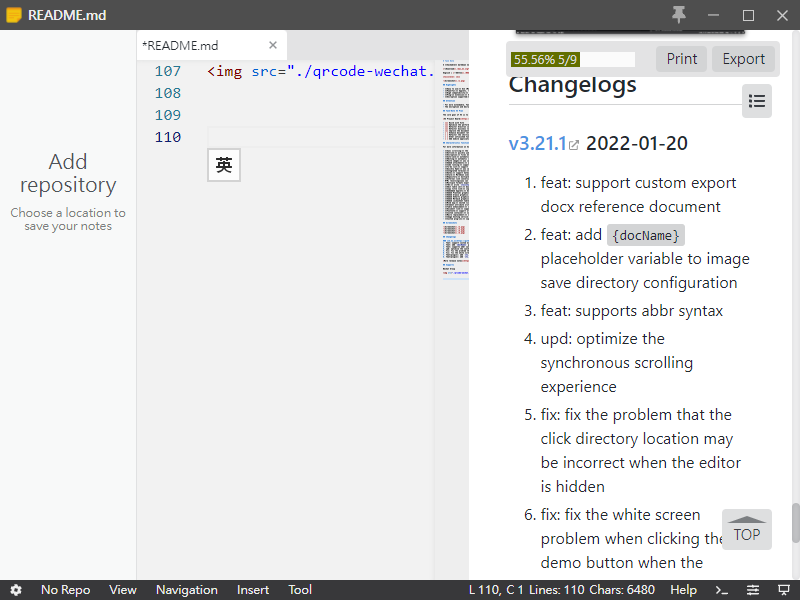 README.md
*README.md
107 <img src="./qrcode-wechat.
108
109
110
英
Add
repository
Choose a location to
save your notes
55.56% 5/9
Print
Export
Changelogs
v3.21.1 2022-01-20
1. feat: support custom export
docx reference document
2. feat: add {docName}
placeholder variable to image
save directory configuration
3. feat: supports abbr syntax
4. upd: optimize the
synchronous scrolling
experience
5. fix: fix the problem that the
click directory location may
be incorrect when the editor
is hidden
6. fix: fix the white screen
problem when clicking the
demo button when the
TOP
No Repo View Navigation Insert Tool
L 110, C 1 Lines: 110 Chars: 6480 Help